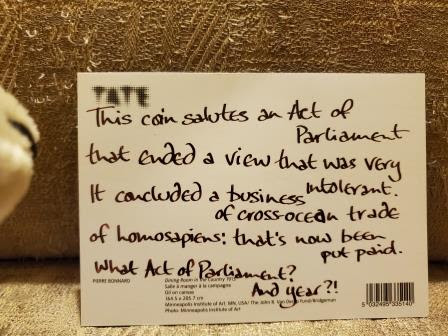 TATE
This coin salutes an Act of
Parliament
that ended a view that was very
intolerant.
It concluded a business
of cross-ocean trade
of homosapiens: that's now been
put paid.
What Act of Parliament?
And year?!
PIERRE BONNARD
Dining Room in the Country 1913
Salle à manger à la campagne
Oil on canvas
164.5 x 205.7 cm
Minneapolis Institute of Art, MN, USA/ The John R. Van Derlip Fund/Bridgeman
Photo: Minneapolis Institute of Art
5 032495 335140